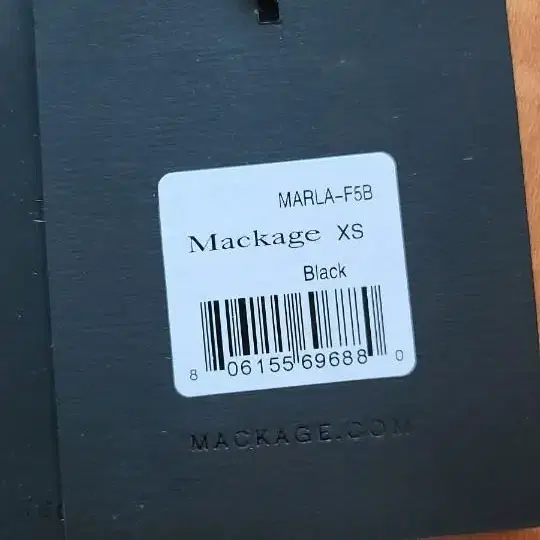 MARLA-F5B
Mackage XS
Black
8 06155 69688 0
MACKAGE.COM